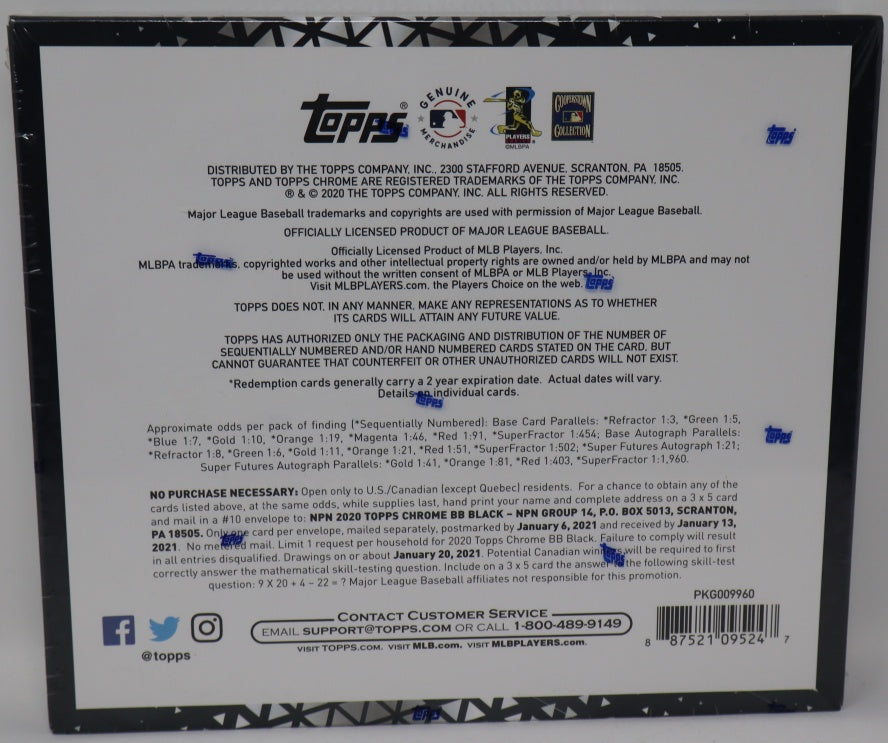 TOPPS®
GENUINE
MERCHANDISE
PLAYERS
©MLBPA
COOPERSTOWN
COLLECTION
DISTRIBUTED BY THE TOPPS COMPANY, INC., 2300 STAFFORD AVENUE, SCRANTON, PA 18505.
TOPPS AND TOPPS CHROME ARE REGISTERED TRADEMARKS OF THE TOPPS COMPANY, INC.
® & © 2020 THE TOPPS COMPANY, INC. ALL RIGHTS RESERVED.
Major League Baseball trademarks and copyrights are used with permission of Major League Baseball.
OFFICIALLY LICENSED PRODUCT OF MAJOR LEAGUE BASEBALL.
Officially Licensed Product of MLB Players, Inc.
MLBPA trademarks, copyrighted works and other intellectual property rights are owned and/or held by MLBPA and may not
be used without the written consent of MLBPA or MLB Players, Inc.
Visit MLBPLAYERS.com, the Players Choice on the web.
TOPPS DOES NOT, IN ANY MANNER, MAKE ANY REPRESENTATIONS AS TO WHETHER
ITS CARDS WILL ATTAIN ANY FUTURE VALUE.
TOPPS HAS AUTHORIZED ONLY THE PACKAGING AND DISTRIBUTION OF THE NUMBER OF
SEQUENTIALLY NUMBERED AND/OR HAND NUMBERED CARDS STATED ON THE CARD, BUT
CANNOT GUARANTEE THAT COUNTERFEIT OR OTHER UNAUTHORIZED CARDS WILL NOT EXIST.
*Redemption cards generally carry a 2 year expiration date. Actual dates will vary.
Details on individual cards.
Approximate odds per pack of finding (*Sequentially Numbered): Base Card Parallels: *Refractor 1:3, *Green 1:5,
*Blue 1:7, *Gold 1:10, *Orange 1:19, *Magenta 1:46, *Red 1:91, *SuperFractor 1:454; Base Autograph Parallels:
*Refractor 1:8, *Green 1:6, *Gold 1:11, *Orange 1:21, *Red 1:51, *SuperFractor 1:502; *Super Futures Autograph 1:21;
Super Futures Autograph Parallels: *Gold 1:41, *Orange 1:81, *Red 1:403, *SuperFractor 1:1,960.
NO PURCHASE NECESSARY: Open only to U.S./Canadian (except Quebec) residents. For a chance to obtain any of the
cards listed above, at the same odds, while supplies last, hand print your name and complete address on a 3 x 5 card
and mail in a #10 envelope to: NPN 2020 TOPPS CHROME BB BLACK – NPN GROUP 14, P.O. BOX 5013, SCRANTON,
PA 18505. Only one card per envelope, mailed separately, postmarked by January 6, 2021 and received by January 13,
2021. No metered mail. Limit 1 request per household for 2020 Topps Chrome BB Black. Failure to comply will result
in all entries disqualified. Drawings on or about January 20, 2021. Potential Canadian winners will be required to first
correctly answer the mathematical skill-testing question. Include on a 3 x 5 card the answer to the following skill-test
question: 9 X 20 + 4 – 22 = ? Major League Baseball affiliates not responsible for this promotion.
PKG009960
@topps
CONTACT CUSTOMER SERVICE
EMAIL SUPPORT@TOPPS.COM OR CALL 1-800-489-9149
VISIT TOPPS.COM. VISIT MLB.com. VISIT MLBPLAYERS.com.
8 87521 09524 7